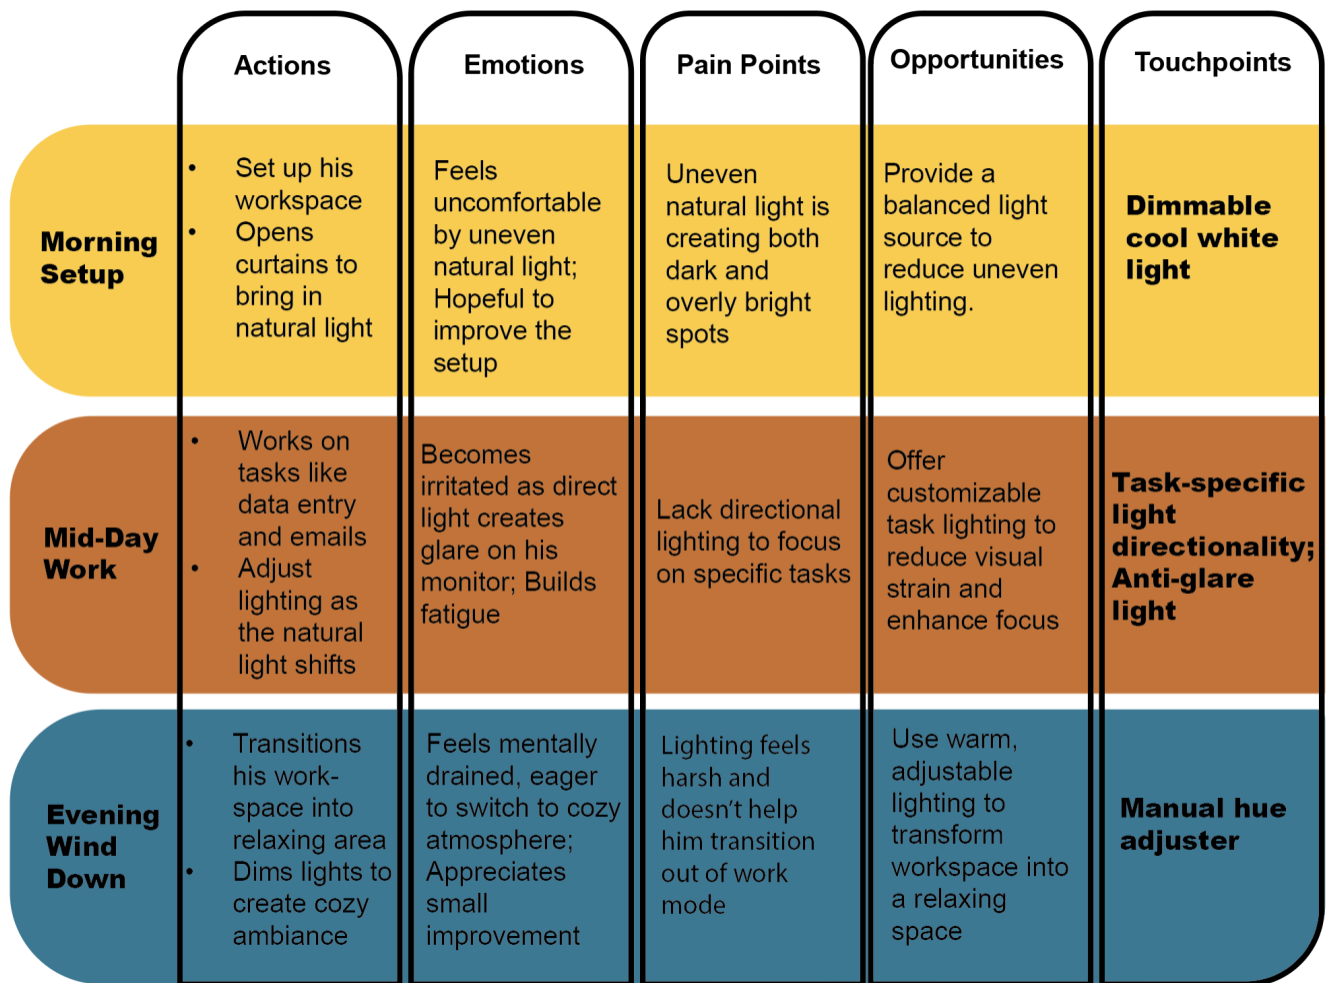 Actions
Emotions
Pain Points
Opportunities
Touchpoints
Morning
Setup
• Set up his
workspace
• Opens
curtains to
bring in
natural light
Feels
uncomfortable
by uneven
natural light;
Hopeful to
improve the
setup
Uneven
natural light is
creating both
dark and
overly bright
spots
Provide a
balanced light
source to
reduce uneven
lighting.
Dimmable
cool white
light
Mid-Day
Work
• Works on
tasks like
data entry
and emails
• Adjust
lighting as
the natural
light shifts
Becomes
irritated as direct
light creates
glare on his
monitor; Builds
fatigue
Lack directional
lighting to focus
on specific tasks
Offer
customizable
task lighting to
reduce visual
strain and
enhance focus
Task-specific
light
directionality;
Anti-glare
light
Evening
Wind
Down
• Transitions
his work-
space into
relaxing area
• Dims lights to
create cozy
ambiance
Feels mentally
drained, eager
to switch to cozy
atmosphere;
Appreciates
small
improvement
Lighting feels
harsh and
doesn’t help
him transition
out of work
mode
Use warm,
adjustable
lighting to
transform
workspace into
a relaxing
space
Manual hue
adjuster